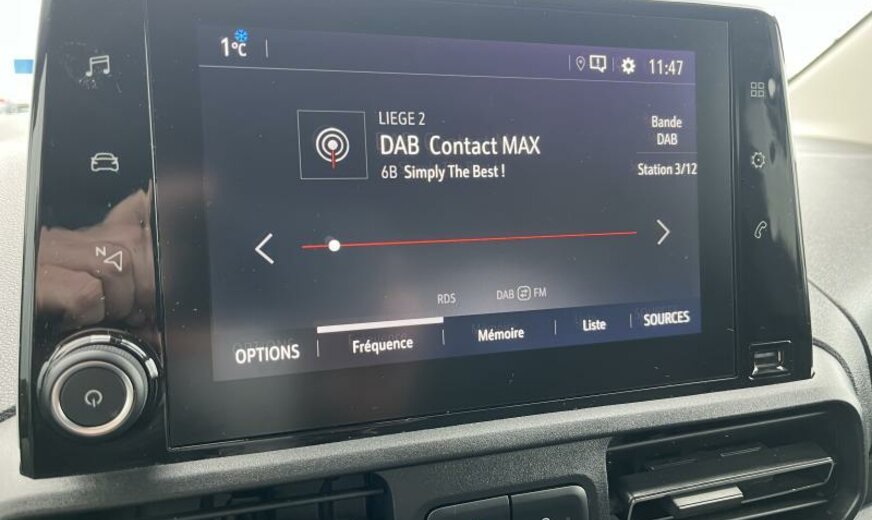 1°C
11:47
LIEGE 2
DAB Contact MAX
6B Simply The Best !
Bande
DAB
Station 3/12
N
RDS
DAB FM
OPTIONS
Fréquence
Mémoire
Liste
SOURCES